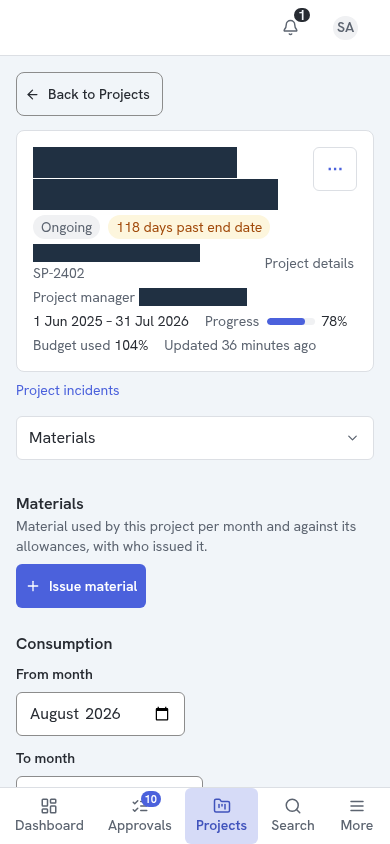 1
SA
Back to Projects
...
Ongoing
118 days past end date
SP-2402
Project details
Project manager
1 Jun 2025 – 31 Jul 2026
Progress
78%
Budget used 104%
Updated 36 minutes ago
Project incidents
Materials
Materials
Material used by this project per month and against its
allowances, with who issued it.
Issue material
Consumption
From month
August 2026
To month
10
Dashboard
Approvals
Projects
Search
More